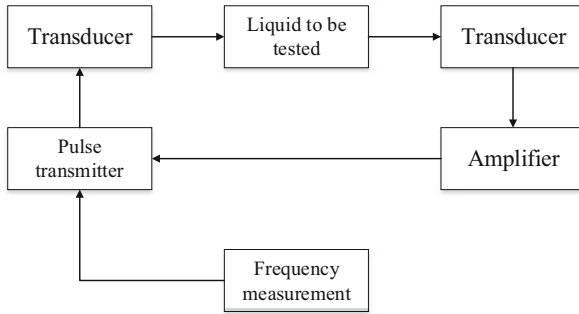 Transducer
Liquid to be
tested
Transducer
Pulse
transmitter
Amplifier
Frequency
measurement